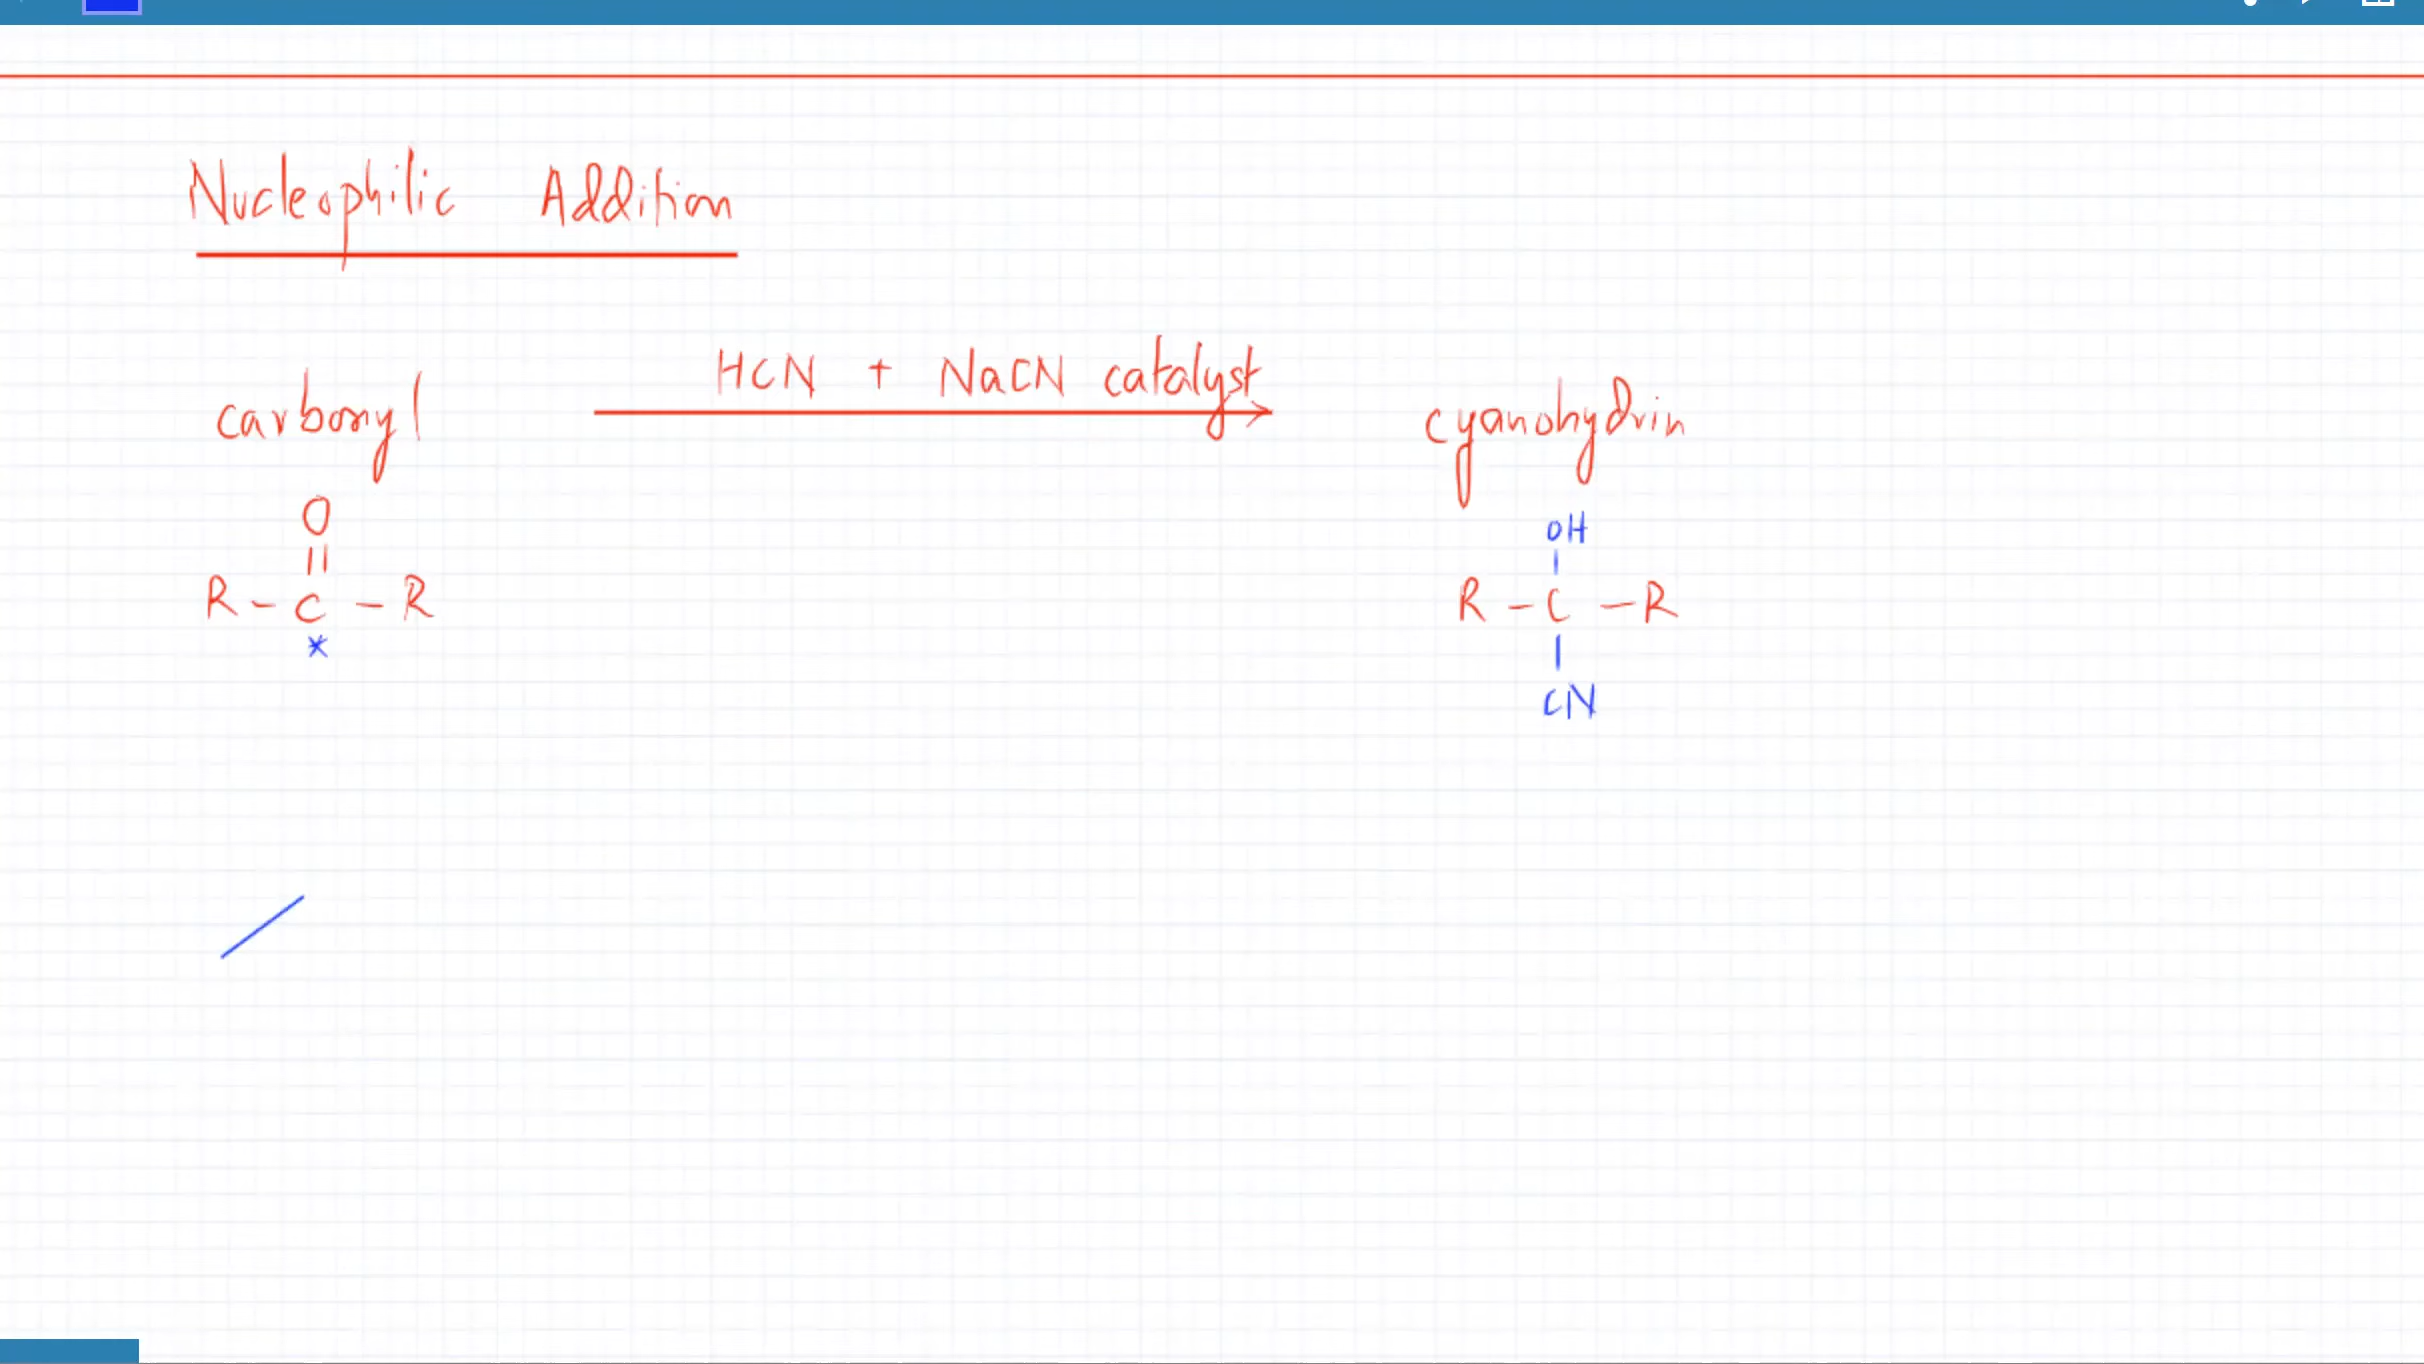 Nucleophilic Addition
HCN + NaCN catalyst
carbonyl
cyanohydrin
O
||
R - C - R
*
OH
|
R - C - R
|
CN